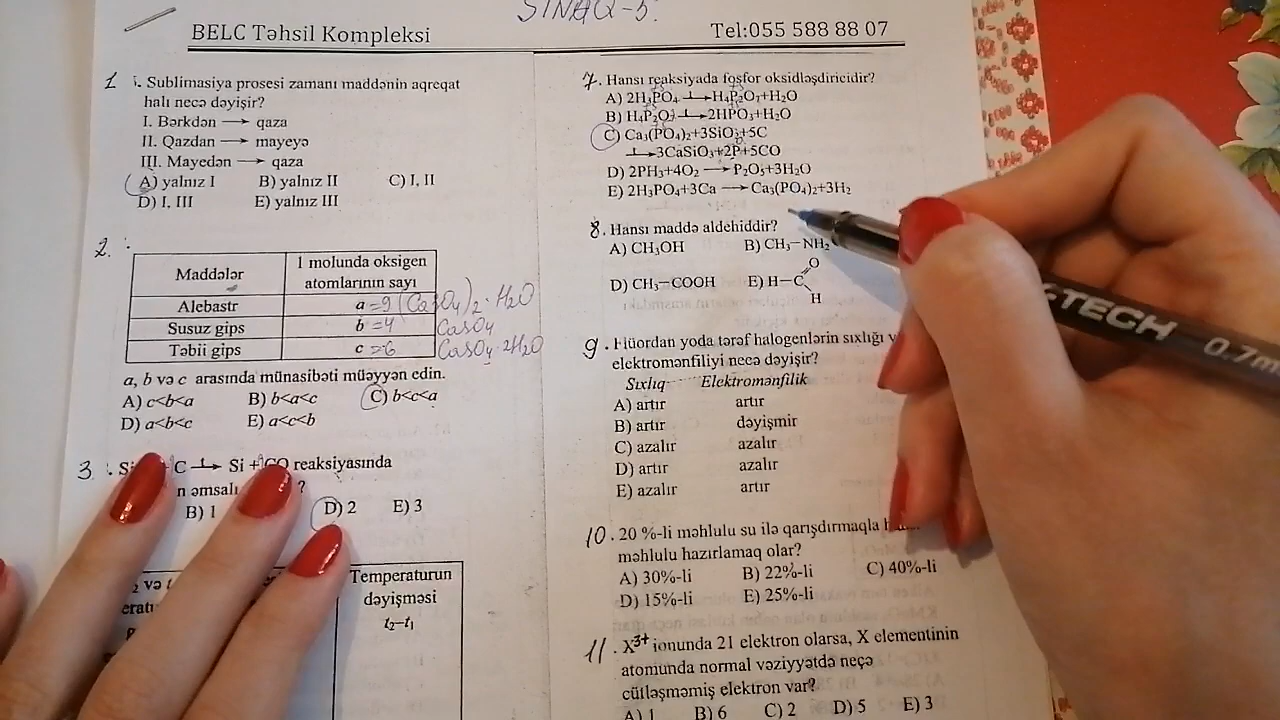 SINAQ-5.
BELC Təhsil Kompleksi
Tel:055 588 88 07
1. Sublimasiya prosesi zamanı maddənin aqreqat
halı necə dəyişir?
I. Bərkdən → qaza
II. Qazdan → mayeyə
III. Mayedən → qaza
A) yalnız I B) yalnız II C) I, II
D) I, III E) yalnız III
2.
Maddələr 1 molunda oksigen
atomlarının sayı
Alebastr a =9 (CaSO₄)₂·H₂O
Susuz gips b =4 CaSO₄
Təbii gips c =6 CaSO₄·2H₂O
a, b və c arasında münasibəti müəyyən edin.
A) c<b<a B) b<a<c C) b<c<a
D) a<b<c E) a<c<b
3. C → Si + CO reaksiyasında
B) 1 D) 2 E) 3
və
Temperaturun
dəyişməsi
t₂–t₁
7. Hansı reaksiyada fosfor oksidləşdiricidir?
A) 2H₃PO₄ → H₄P₂O₇+H₂O
B) H₄P₂O₇ → 2HPO₃+H₂O
C) Ca₃(PO₄)₂+3SiO₂+5C
→ 3CaSiO₃+2P+5CO
D) 2PH₃+4O₂ → P₂O₅+3H₂O
E) 2H₃PO₄+3Ca → Ca₃(PO₄)₂+3H₂
8. Hansı maddə aldehiddir?
A) CH₃OH B) CH₃–NH₂
O
D) CH₃–COOH E) H–C
H
9. Flüordan yoda tərəf halogenlərin sıxlığı v
elektromənfiliyi necə dəyişir?
Sıxlıq Elektromənfilik
A) artır artır
B) artır dəyişmir
C) azalır azalır
D) artır azalır
E) azalır artır
10. 20 %-li məhlulu su ilə qarışdırmaqla
məhlulu hazırlamaq olar?
A) 30%-li B) 22%-li C) 40%-li
D) 15%-li E) 25%-li
11. X³⁺ ionunda 21 elektron olarsa, X elementinin
atomunda normal vəziyyətdə neçə
cütləşməmiş elektron var?
A) 1 B) 6 C) 2 D) 5 E) 3
TECH 0.7m